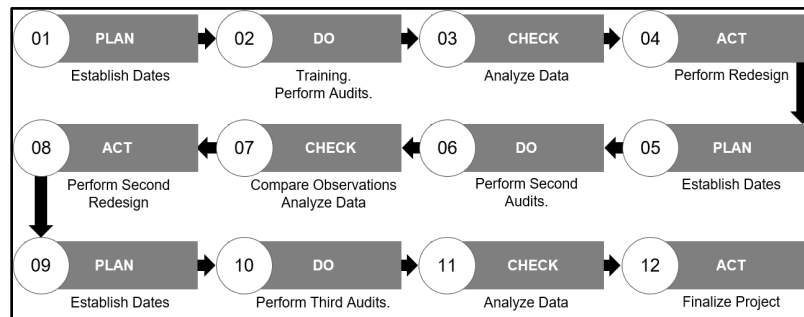 01 PLAN
Establish Dates
02 DO
Training.
Perform Audits.
03 CHECK
Analyze Data
04 ACT
Perform Redesign
05 PLAN
Establish Dates
06 DO
Perform Second
Audits.
07 CHECK
Compare Observations
Analyze Data
08 ACT
Perform Second
Redesign
09 PLAN
Establish Dates
10 DO
Perform Third Audits.
11 CHECK
Analyze Data
12 ACT
Finalize Project